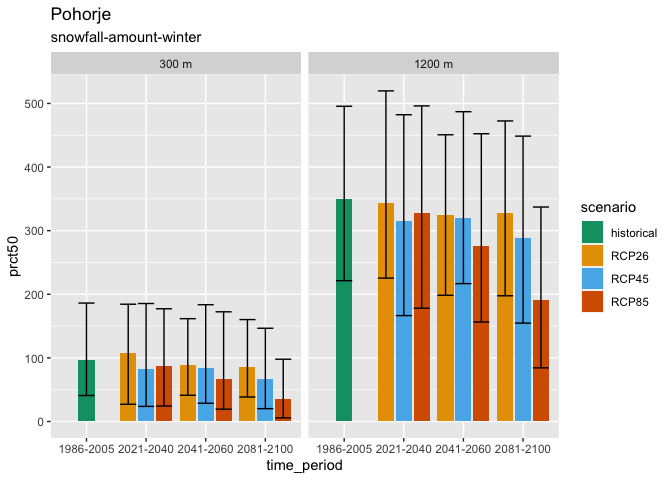 Pohorje
snowfall-amount-winter
300 m
1200 m
prct50
500
400
300
200
100
0
1986-2005 2021-2040 2041-2060 2081-2100
1986-2005 2021-2040 2041-2060 2081-2100
time_period
scenario
historical
RCP26
RCP45
RCP85